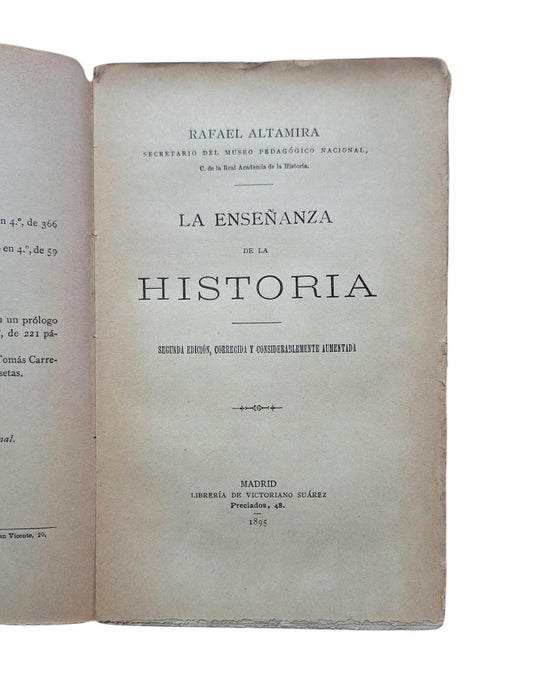 n 4.º, de 366
en 4.º, de 59
n un prólogo
de 221 pá-
Tomás Carre-
setas.
nal.
an Vicente, 20.
RAFAEL ALTAMIRA
SECRETARIO DEL MUSEO PEDAGÓGICO NACIONAL,
C. de la Real Academia de la Historia.
LA ENSEÑANZA
DE LA
HISTORIA
SEGUNDA EDICIÓN, CORREGIDA Y CONSIDERABLEMENTE AUMENTADA
MADRID
LIBRERÍA DE VICTORIANO SUÁREZ
Preciados, 48.
1895